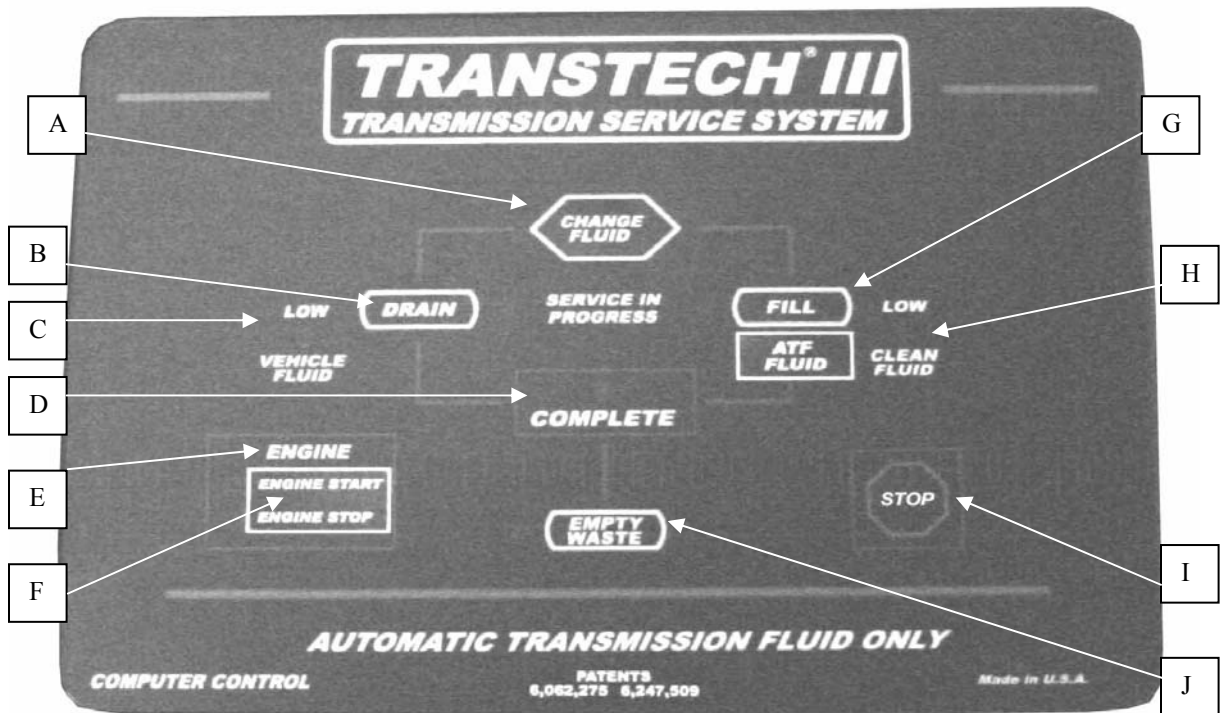 TRANSTECH® III
TRANSMISSION SERVICE SYSTEM
A
G
CHANGE
FLUID
B
H
C
LOW
DRAIN
SERVICE IN
PROGRESS
FILL
LOW
VEHICLE
FLUID
ATF
FLUID
CLEAN
FLUID
D
COMPLETE
E
ENGINE
ENGINE START
ENGINE STOP
STOP
EMPTY
WASTE
F
I
AUTOMATIC TRANSMISSION FLUID ONLY
J
COMPUTER CONTROL
PATENTS
6,062,275 6,247,509
Made in U.S.A.